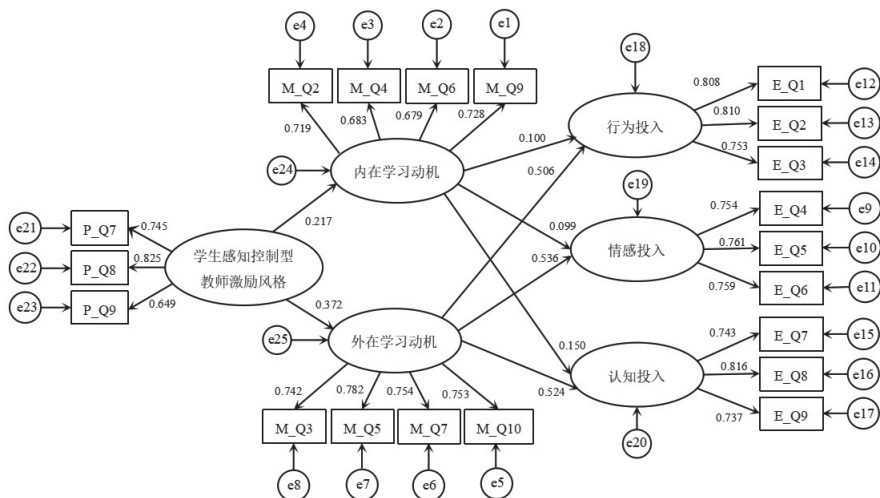 e4
e3
e2
e1
M_Q2
M_Q4
M_Q6
M_Q9
0.719
0.683
0.679
0.728
e24
内在学习动机
0.217
e21
P_Q7
0.745
e22
P_Q8
0.825
e23
P_Q9
0.649
学生感知控制型
教师激励风格
0.372
e25
外在学习动机
0.742
0.782
0.754
0.753
M_Q3
M_Q5
M_Q7
M_Q10
e8
e7
e6
e5
0.100
0.506
0.099
0.536
0.150
0.524
e18
行为投入
0.808
E_Q1
e12
0.810
E_Q2
e13
0.753
E_Q3
e14
e19
情感投入
0.754
E_Q4
e9
0.761
E_Q5
e10
0.759
E_Q6
e11
认知投入
e20
0.743
E_Q7
e15
0.816
E_Q8
e16
0.737
E_Q9
e17